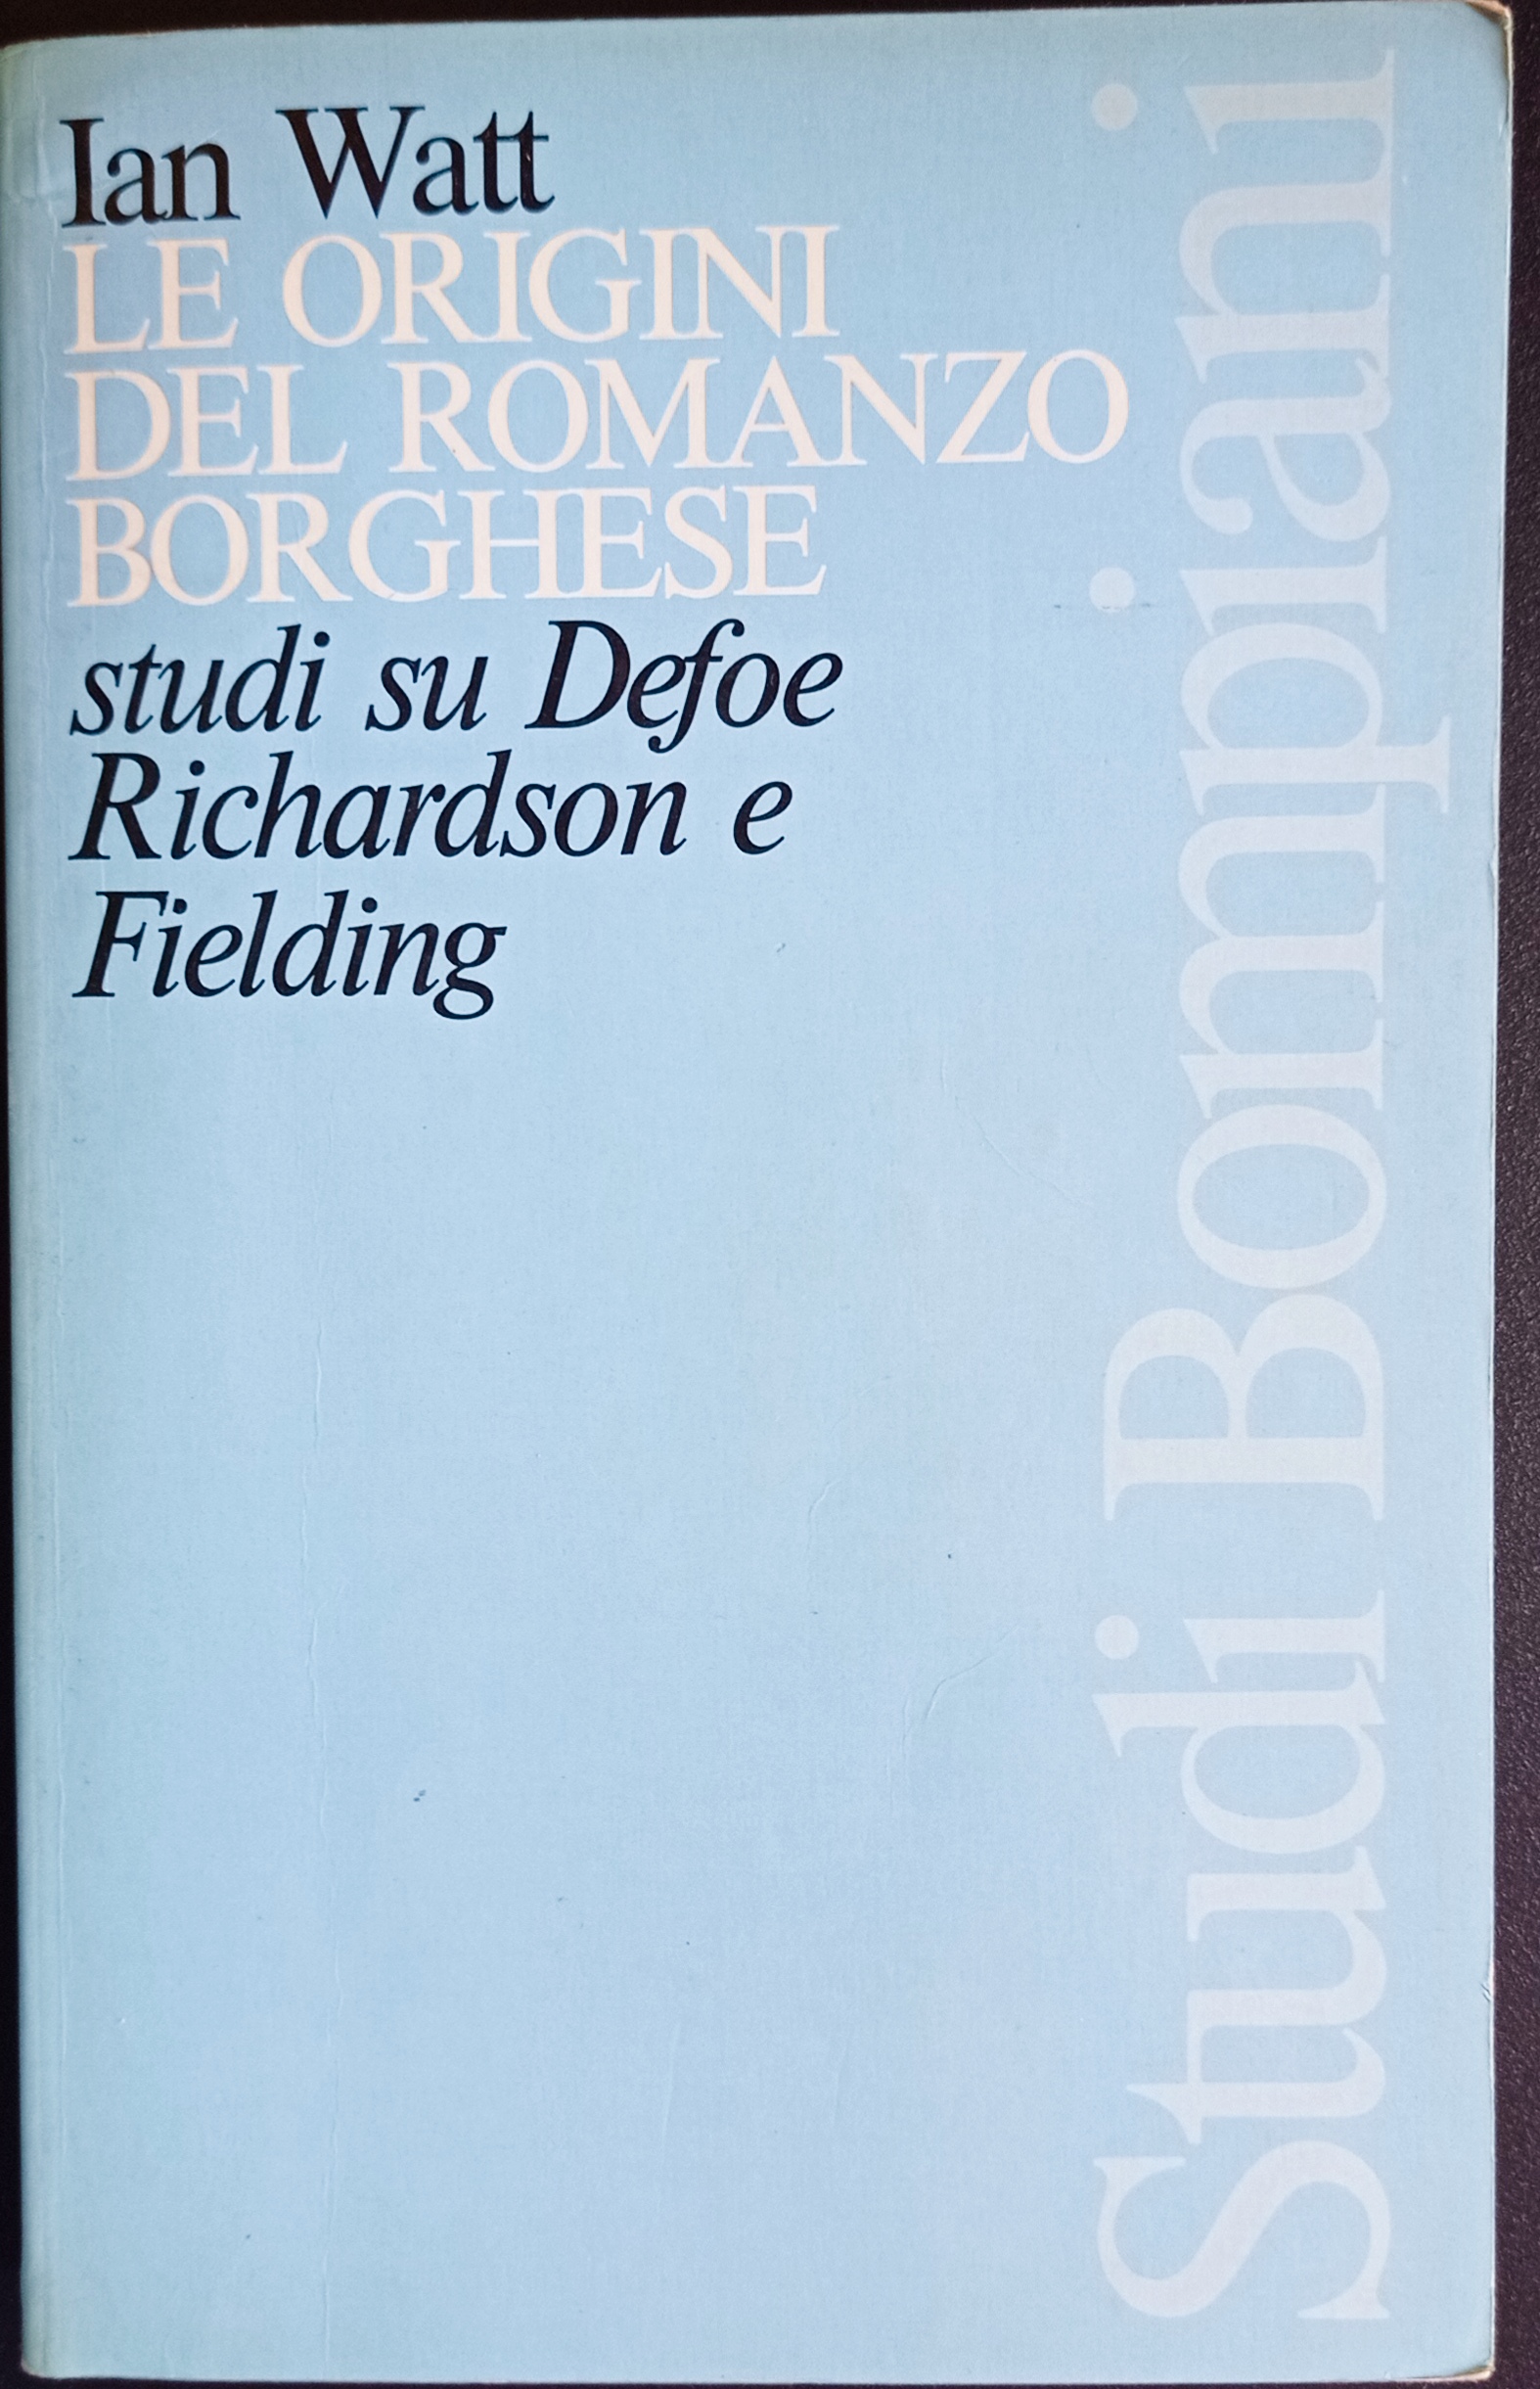 Ian Watt
LE ORIGINI
DEL ROMANZO
BORGHESE
studi su Defoe
Richardson e
Fielding
Studi Bompiani